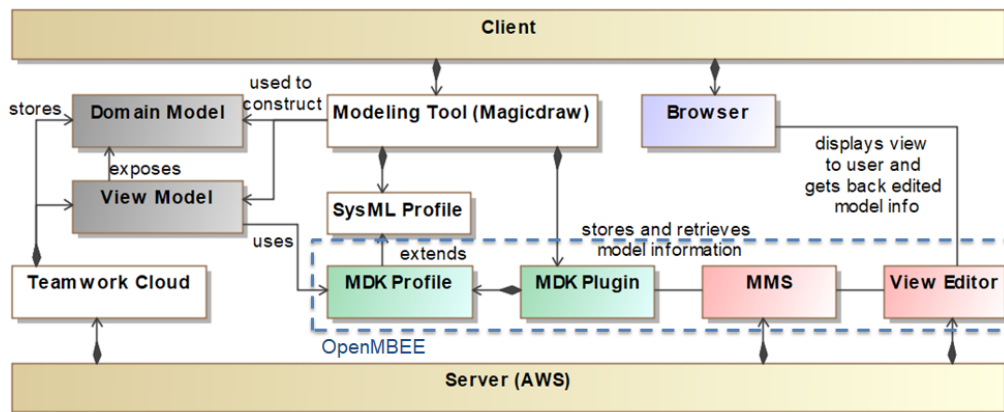 Client
used to
construct
stores
Domain Model
Modeling Tool (Magicdraw)
Browser
displays view
to user and
gets back edited
model info
exposes
View Model
SysML Profile
uses
extends
stores and retrieves
model information
Teamwork Cloud
MDK Profile
MDK Plugin
MMS
View Editor
OpenMBEE
Server (AWS)